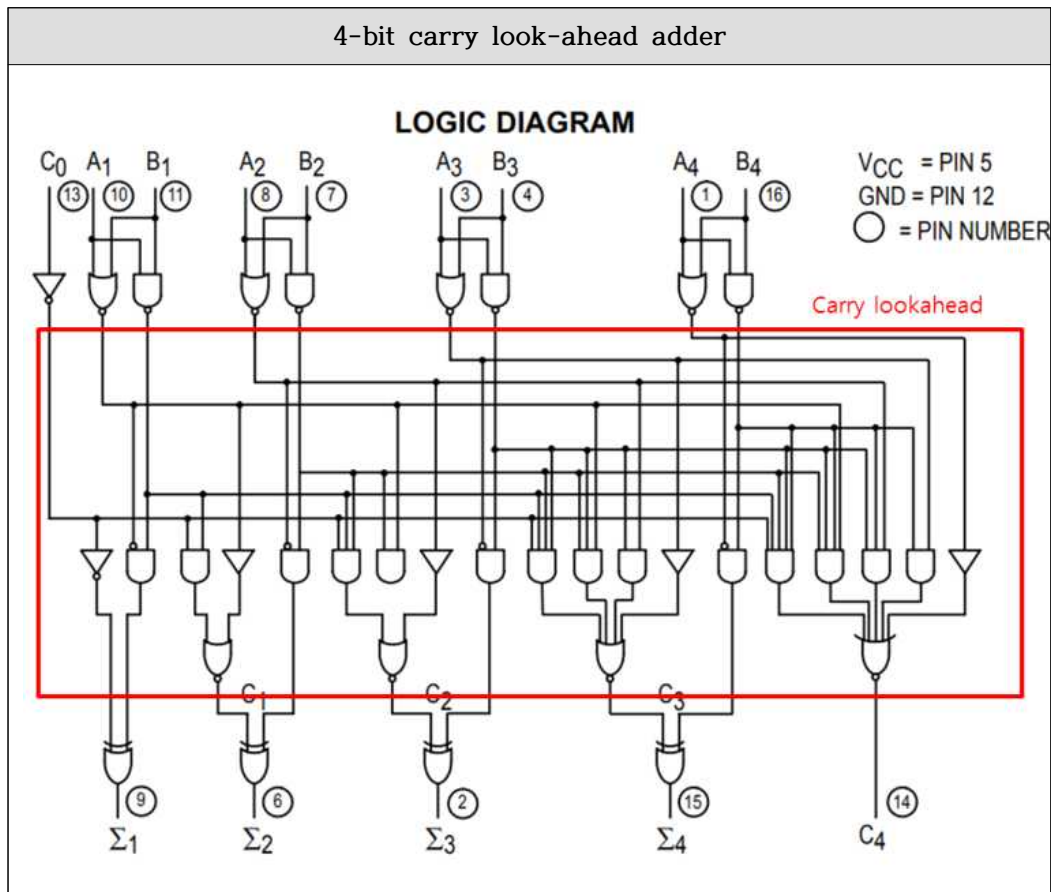 4-bit carry look-ahead adder
LOGIC DIAGRAM
C0 A1 B1 A2 B2 A3 B3 A4 B4
13 10 11 8 7 3 4 1 16
VCC = PIN 5
GND = PIN 12
= PIN NUMBER
Carry lookahead
C1 C2 C3
9 6 2 15 14
Σ1 Σ2 Σ3 Σ4 C4